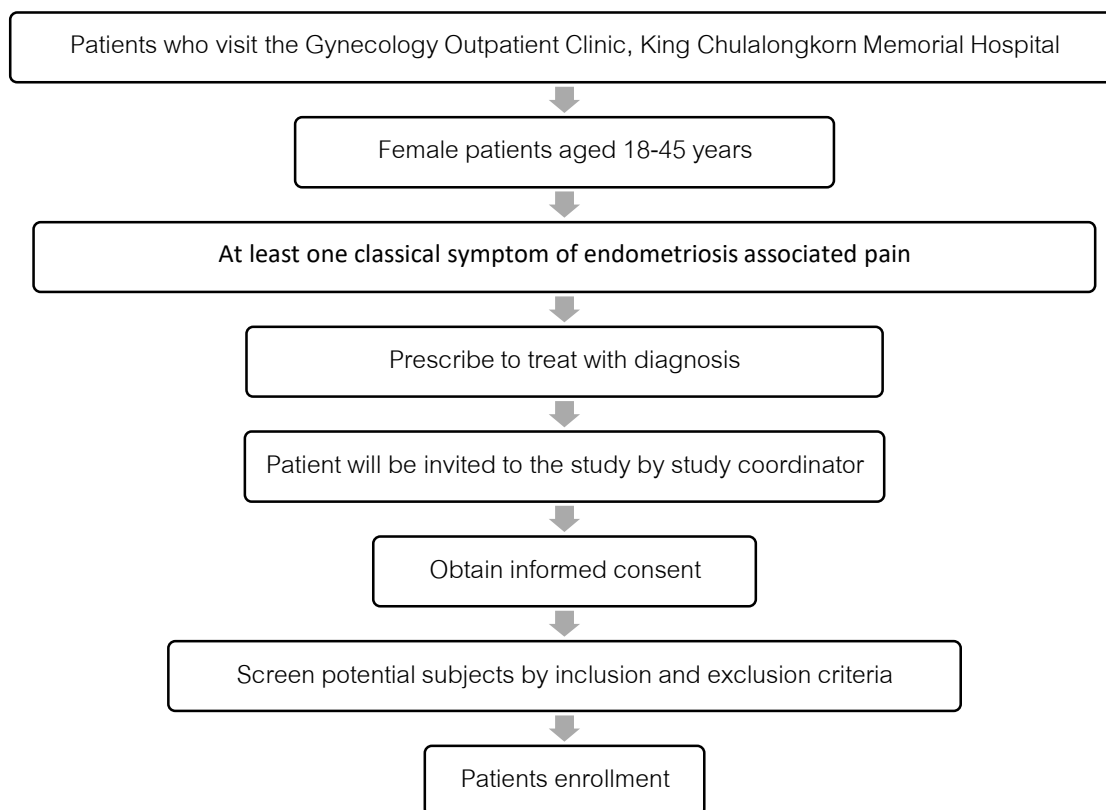 Patients who visit the Gynecology Outpatient Clinic, King Chulalongkorn Memorial Hospital
Female patients aged 18-45 years
At least one classical symptom of endometriosis associated pain
Prescribe to treat with diagnosis
Patient will be invited to the study by study coordinator
Obtain informed consent
Screen potential subjects by inclusion and exclusion criteria
Patients enrollment